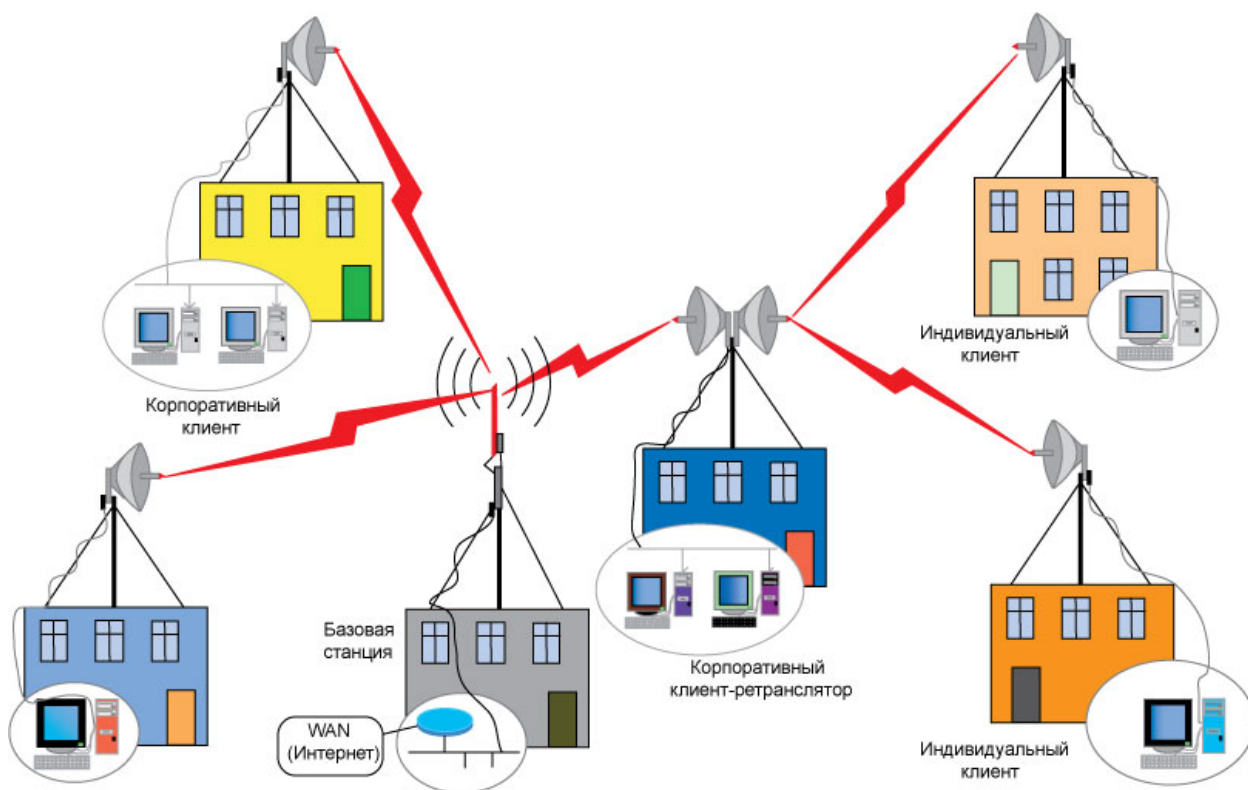 Корпоративный
клиент
Индивидуальный
клиент
Базовая
станция
WAN
(Интернет)
Корпоративный
клиент-ретранслятор
Индивидуальный
клиент